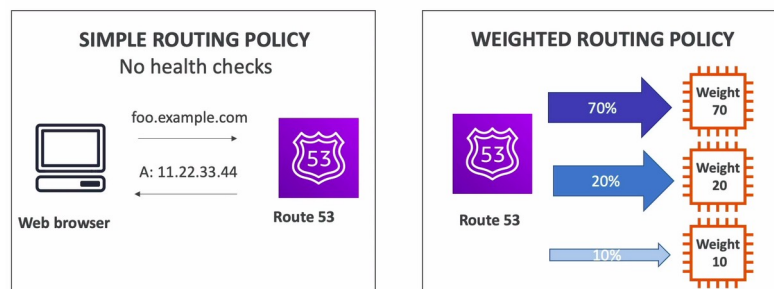 SIMPLE ROUTING POLICY
No health checks
foo.example.com
A: 11.22.33.44
53
Web browser
Route 53
WEIGHTED ROUTING POLICY
53
Route 53
70%
Weight
70
20%
Weight
20
10%
Weight
10